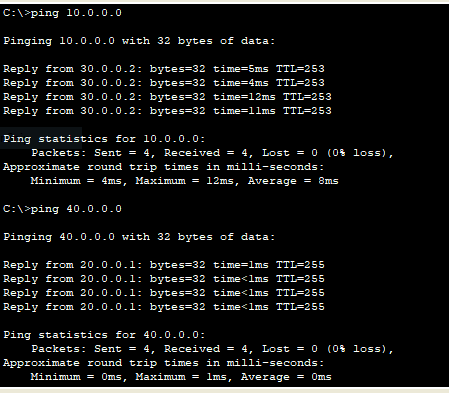 C:\>ping 10.0.0.0
Pinging 10.0.0.0 with 32 bytes of data:
Reply from 30.0.0.2: bytes=32 time=5ms TTL=253
Reply from 30.0.0.2: bytes=32 time=4ms TTL=253
Reply from 30.0.0.2: bytes=32 time=12ms TTL=253
Reply from 30.0.0.2: bytes=32 time=11ms TTL=253
Ping statistics for 10.0.0.0:
Packets: Sent = 4, Received = 4, Lost = 0 (0% loss),
Approximate round trip times in milli-seconds:
Minimum = 4ms, Maximum = 12ms, Average = 8ms
C:\>ping 40.0.0.0
Pinging 40.0.0.0 with 32 bytes of data:
Reply from 20.0.0.1: bytes=32 time=1ms TTL=255
Reply from 20.0.0.1: bytes=32 time<1ms TTL=255
Reply from 20.0.0.1: bytes=32 time<1ms TTL=255
Reply from 20.0.0.1: bytes=32 time<1ms TTL=255
Ping statistics for 40.0.0.0:
Packets: Sent = 4, Received = 4, Lost = 0 (0% loss),
Approximate round trip times in milli-seconds:
Minimum = 0ms, Maximum = 1ms, Average = 0ms